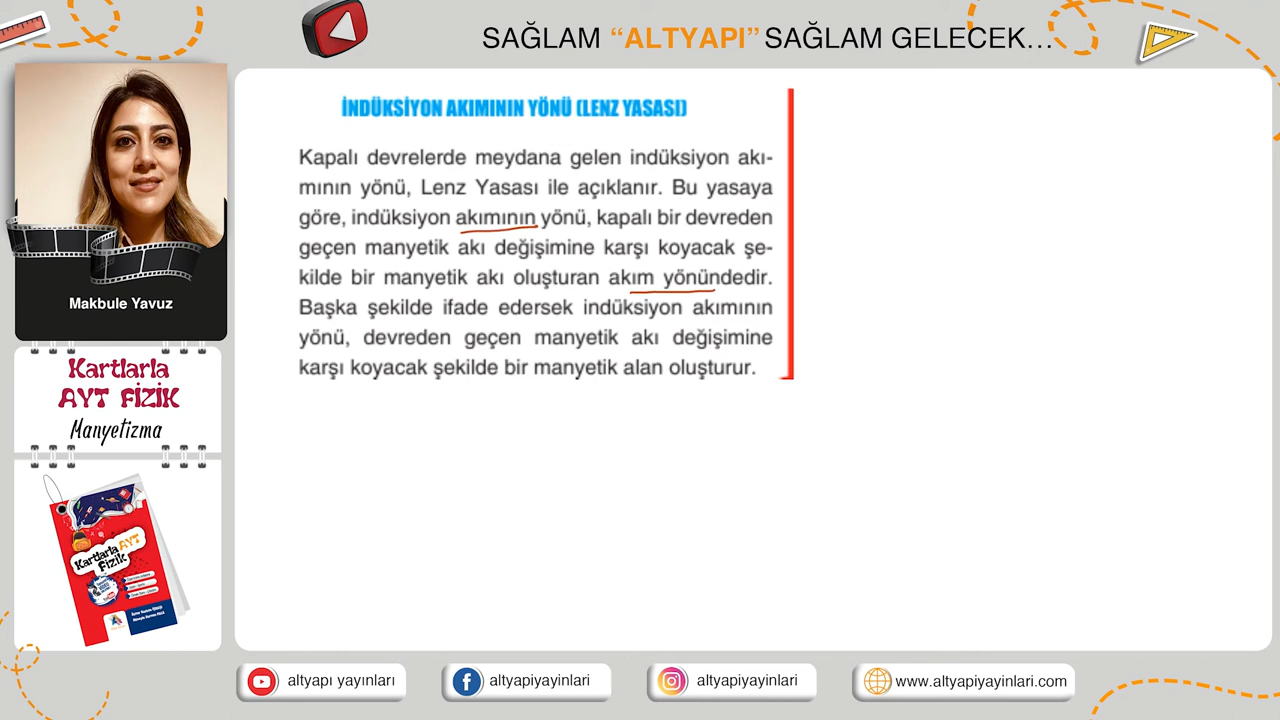 SAĞLAM “ALTYAPI” SAĞLAM GELECEK...
İNDÜKSİYON AKIMININ YÖNÜ (LENZ YASASI)
Kapalı devrelerde meydana gelen indüksiyon akı-
mının yönü, Lenz Yasası ile açıklanır. Bu yasaya
göre, indüksiyon akımının yönü, kapalı bir devreden
geçen manyetik akı değişimine karşı koyacak şe-
kilde bir manyetik akı oluşturan akım yönündedir.
Başka şekilde ifade edersek indüksiyon akımının
yönü, devreden geçen manyetik akı değişimine
karşı koyacak şekilde bir manyetik alan oluşturur.
Makbule Yavuz
Kartlarla
AYT FİZİK
Manyetizma
Kartlarla AYT
Fizik
altyapı yayınları
altyapiyayinlari
altyapiyayinlari
www.altyapiyayinlari.com